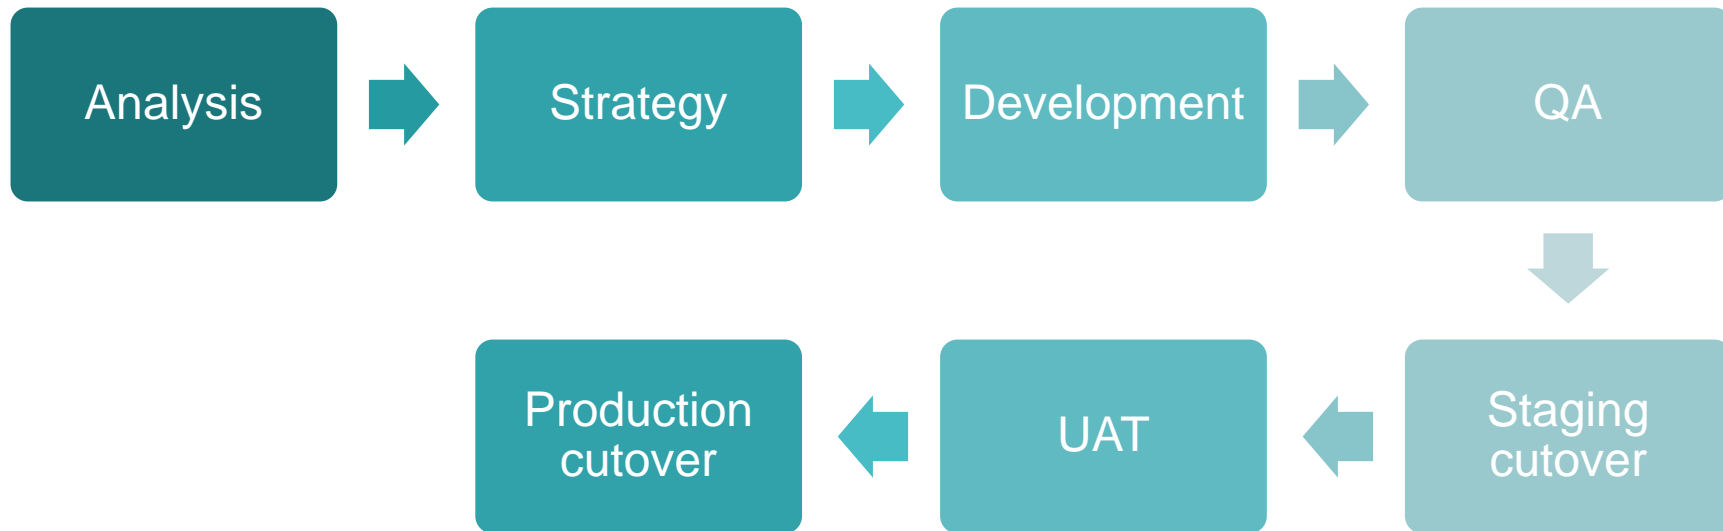 Analysis
Strategy
Development
QA
Production
cutover
UAT
Staging
cutover